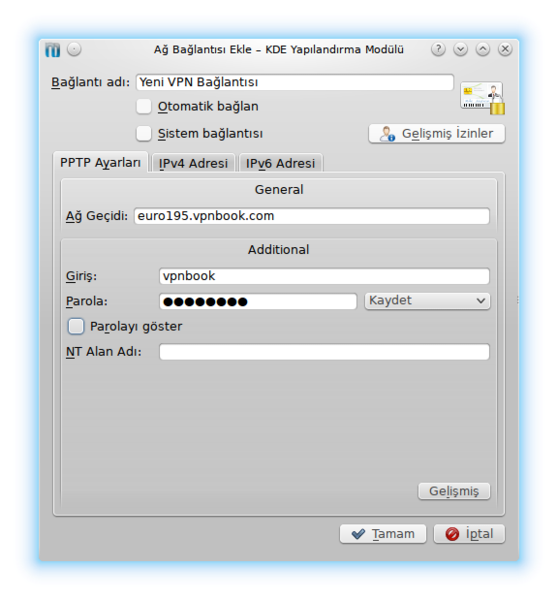 Ağ Bağlantısı Ekle – KDE Yapılandırma Modülü
Bağlantı adı: Yeni VPN Bağlantısı
Otomatik bağlan
Sistem bağlantısı
Gelişmiş İzinler
PPTP Ayarları IPv4 Adresi IPv6 Adresi
General
Ağ Geçidi: euro195.vpnbook.com
Additional
Giriş: vpnbook
Parola: ●●●●●●●● Kaydet
Parolayı göster
NT Alan Adı:
Gelişmiş
Tamam İptal